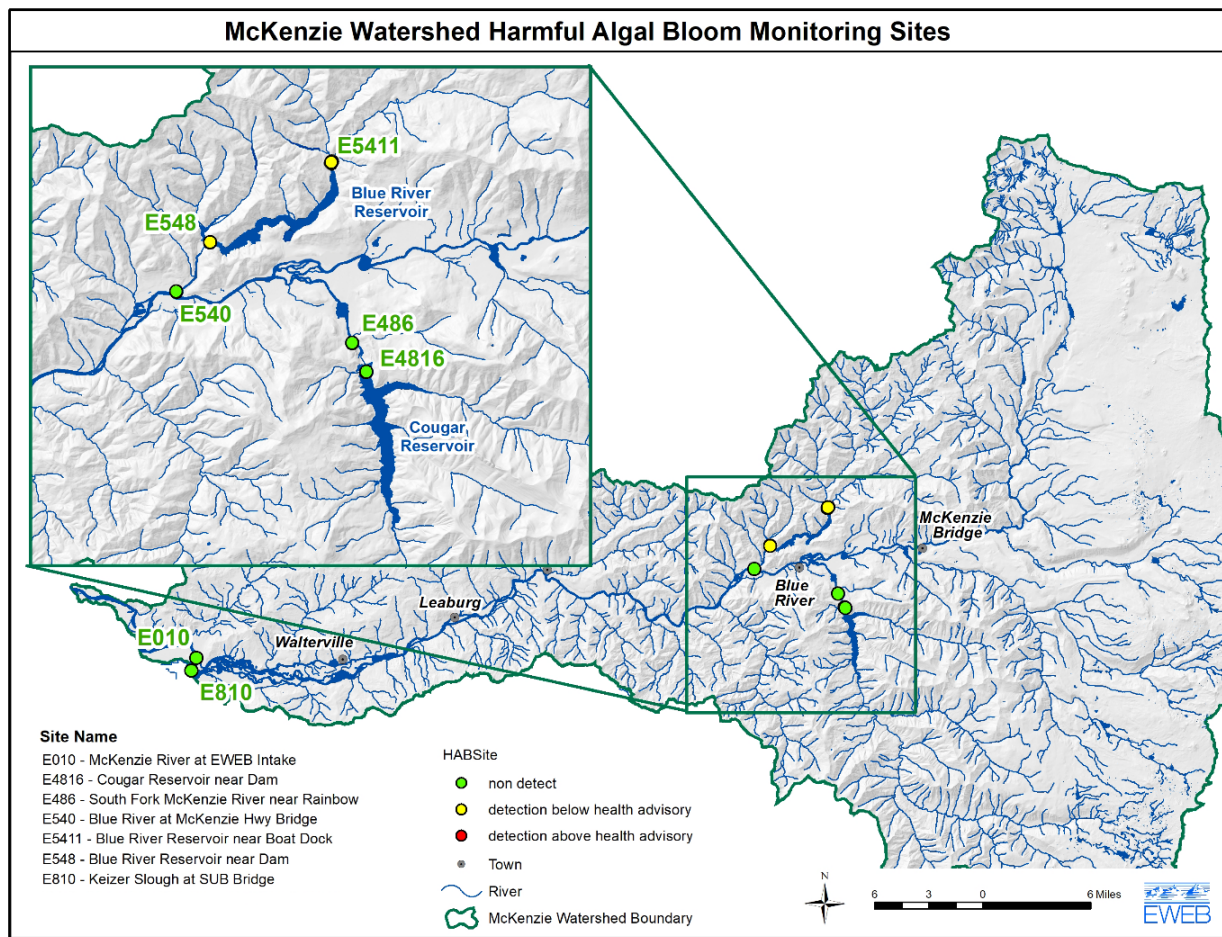 McKenzie Watershed Harmful Algal Bloom Monitoring Sites
E5411
Blue River
Reservoir
E548
E540
E486
E4816
Cougar
Reservoir
McKenzie
Bridge
Blue
River
Leaburg
Walterville
E010
E810
Site Name
E010 - McKenzie River at EWEB Intake
E4816 - Cougar Reservoir near Dam
E486 - South Fork McKenzie River near Rainbow
E540 - Blue River at McKenzie Hwy Bridge
E5411 - Blue River Reservoir near Boat Dock
E548 - Blue River Reservoir near Dam
E810 - Keizer Slough at SUB Bridge
HABSite
non detect
detection below health advisory
detection above health advisory
Town
River
McKenzie Watershed Boundary
N
6 3 0 6 Miles
EWEB